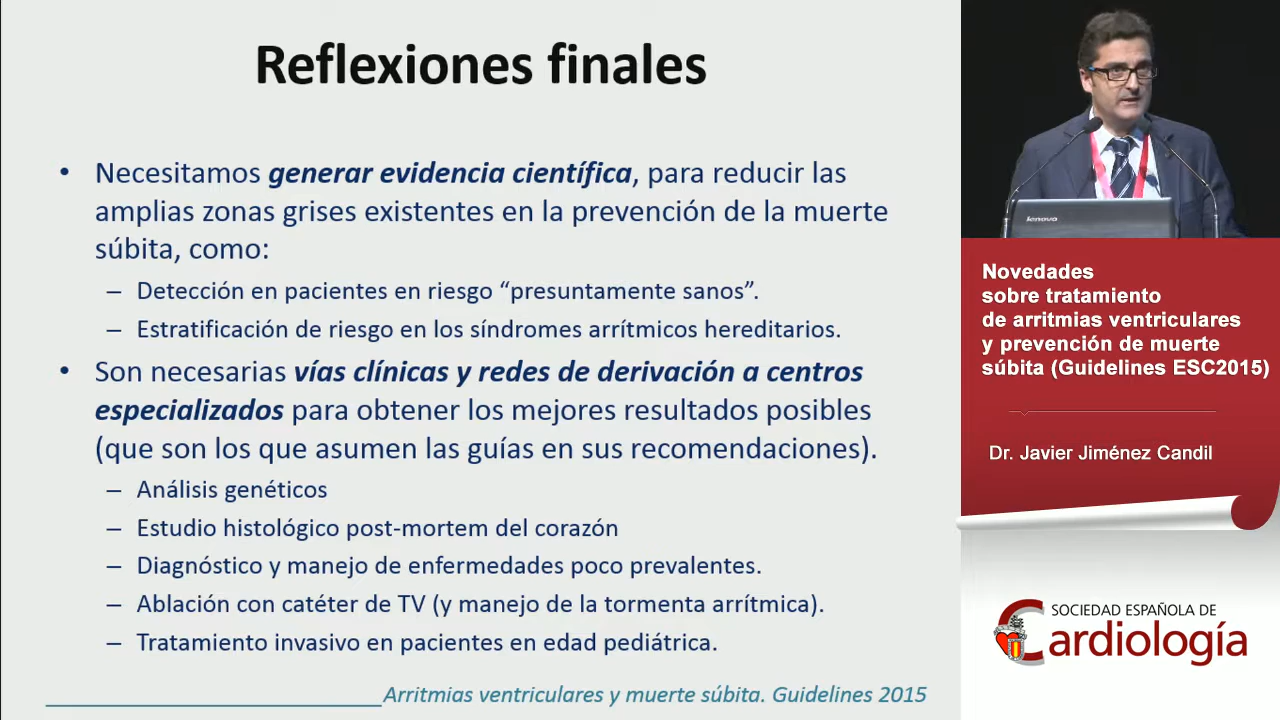 Reflexiones finales
• Necesitamos generar evidencia científica, para reducir las
amplias zonas grises existentes en la prevención de la muerte
súbita, como:
– Detección en pacientes en riesgo “presuntamente sanos”.
– Estratificación de riesgo en los síndromes arrítmicos hereditarios.
• Son necesarias vías clínicas y redes de derivación a centros
especializados para obtener los mejores resultados posibles
(que son los que asumen las guías en sus recomendaciones).
– Análisis genéticos
– Estudio histológico post-mortem del corazón
– Diagnóstico y manejo de enfermedades poco prevalentes.
– Ablación con catéter de TV (y manejo de la tormenta arrítmica).
– Tratamiento invasivo en pacientes en edad pediátrica.
Arritmias ventriculares y muerte súbita. Guidelines 2015
lenovo
Novedades
sobre tratamiento
de arritmias ventriculares
y prevención de muerte
súbita (Guidelines ESC2015)
Dr. Javier Jiménez Candil
SOCIEDAD ESPAÑOLA DE
Cardiología